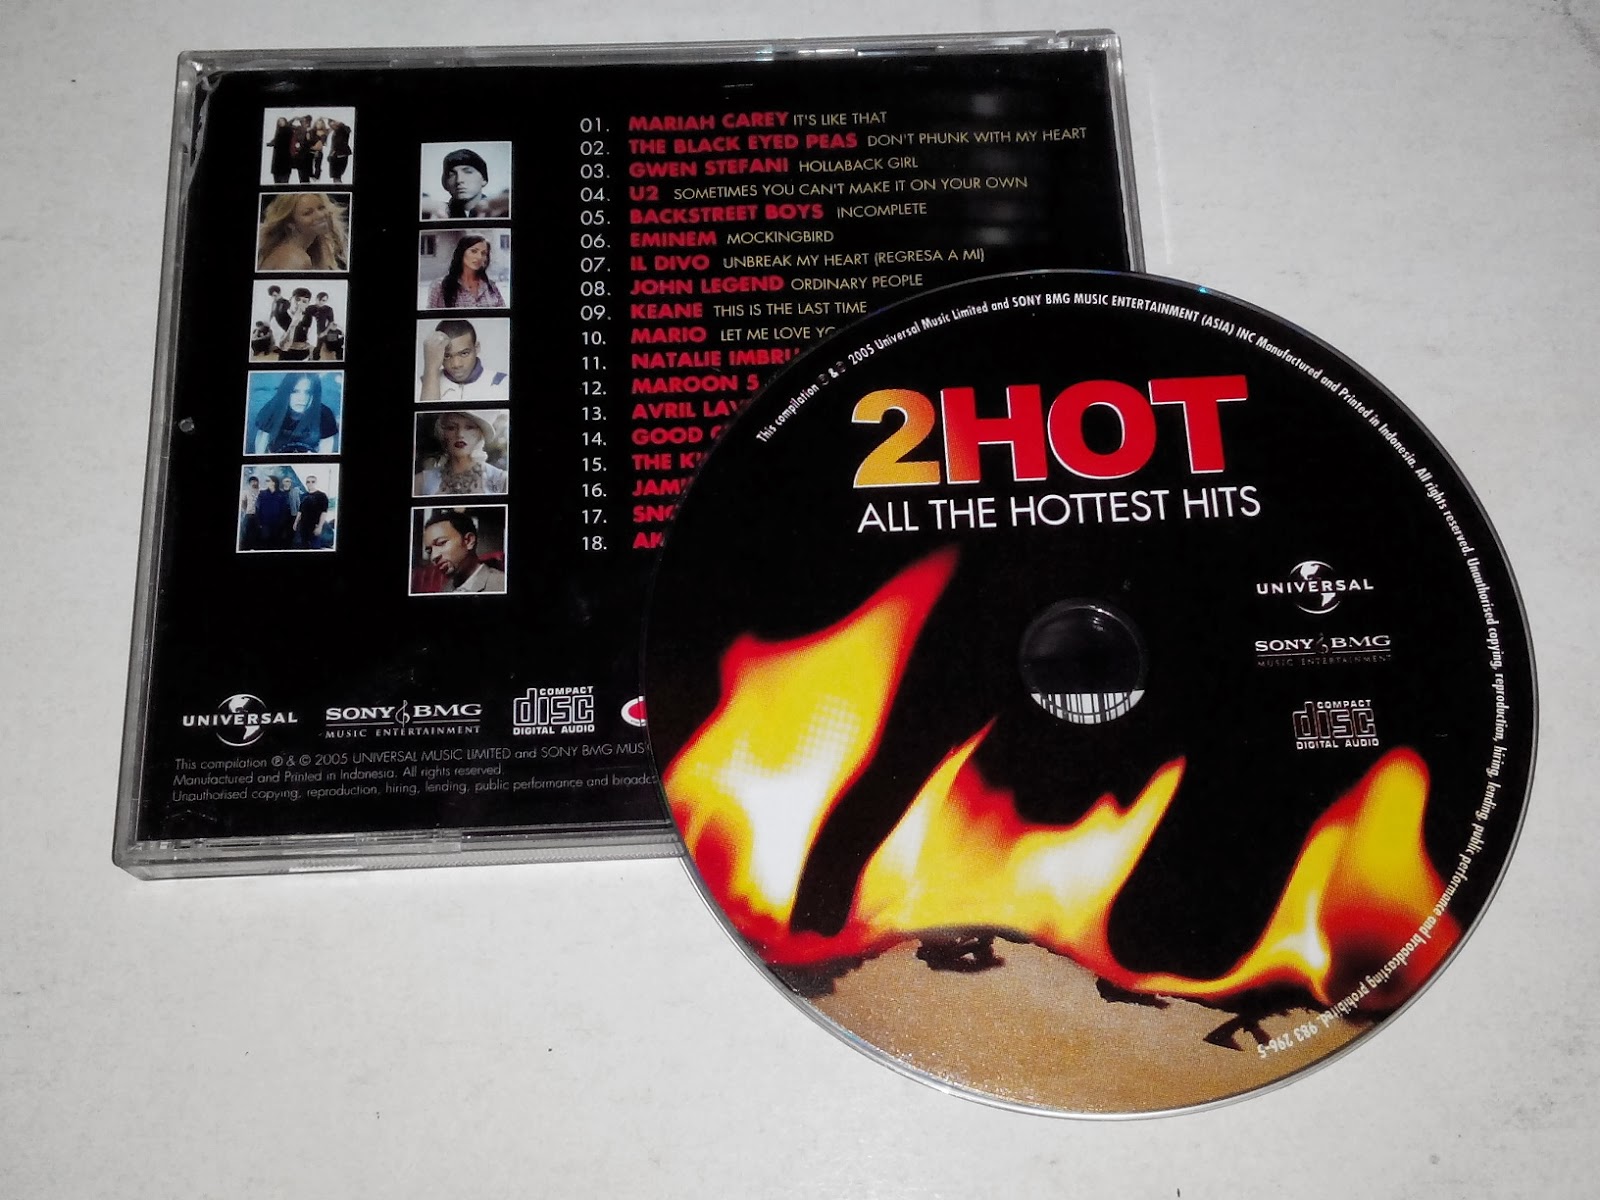 01. MARIAH CAREY IT'S LIKE THAT
02. THE BLACK EYED PEAS DON'T PHUNK WITH MY HEART
03. GWEN STEFANI HOLLABACK GIRL
04. U2 SOMETIMES YOU CAN'T MAKE IT ON YOUR OWN
05. BACKSTREET BOYS INCOMPLETE
06. EMINEM MOCKINGBIRD
07. IL DIVO UNBREAK MY HEART (REGRESA A MI)
08. JOHN LEGEND ORDINARY PEOPLE
09. KEANE THIS IS THE LAST TIME
10. MARIO LET ME LOVE
11. NATALIE
12. MAROON 5
13. AVRIL
14. GOOD
15. THE
16.
17.
18.
UNIVERSAL
SONY BMG
MUSIC ENTERTAINMENT
COMPACT
disc
DIGITAL AUDIO
This compilation ℗ & © 2005 UNIVERSAL MUSIC LIMITED and SONY BMG
Manufactured and Printed in Indonesia. All rights reserved.
Unauthorised copying, reproduction, hiring, lending, public performance and
This compilation ℗ & © 2005 Universal Music Limited and SONY BMG MUSIC ENTERTAINMENT (ASIA) INC Manufactured and Printed in Indonesia. All rights reserved. Unauthorised copying, reproduction, hiring, lending, public performance and broadcasting prohibited. 983 296-5
2HOT
ALL THE HOTTEST HITS
UNIVERSAL
SONY BMG
MUSIC ENTERTAINMENT
COMPACT
disc
DIGITAL AUDIO